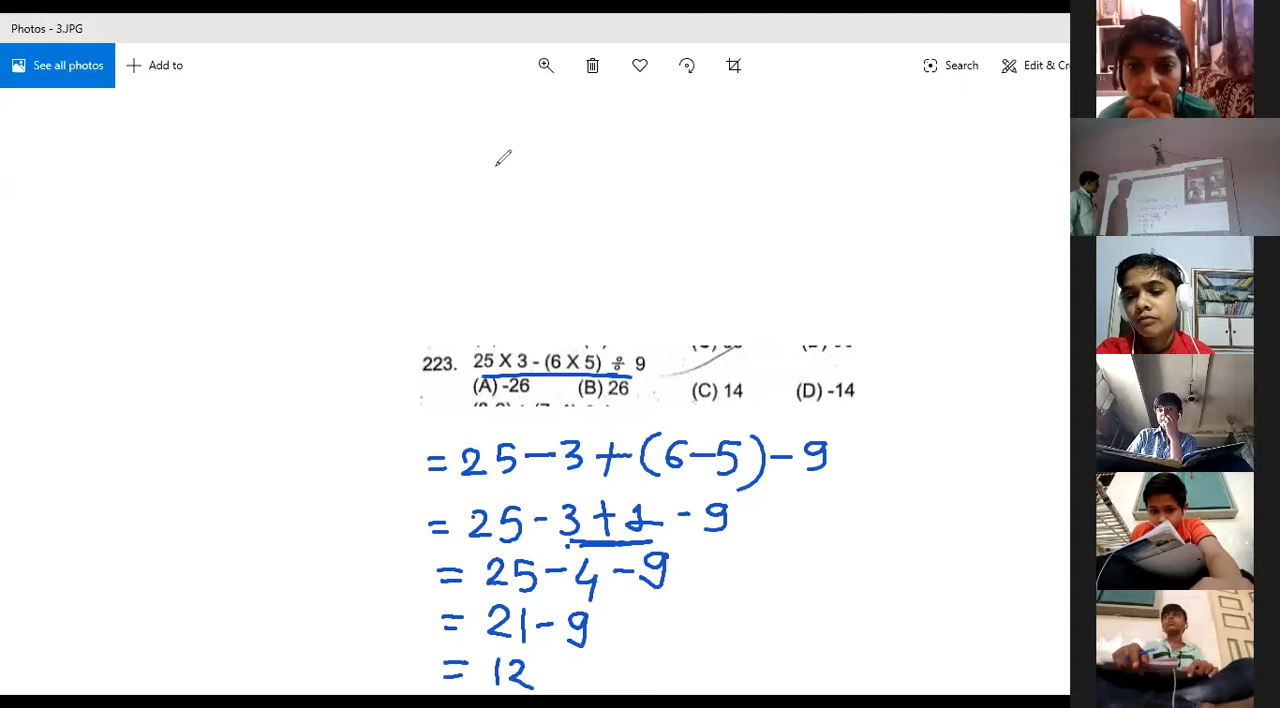 Photos - 3.JPG
See all photos
Add to
Search
Edit & Cr
223. 25 X 3 - (6 X 5) ÷ 9
(A) -26 (B) 26 (C) 14 (D) -14
= 25 - 3 + (6 - 5) - 9
= 25 - 3 + 1 - 9
= 25 - 4 - 9
= 21 - 9
= 12